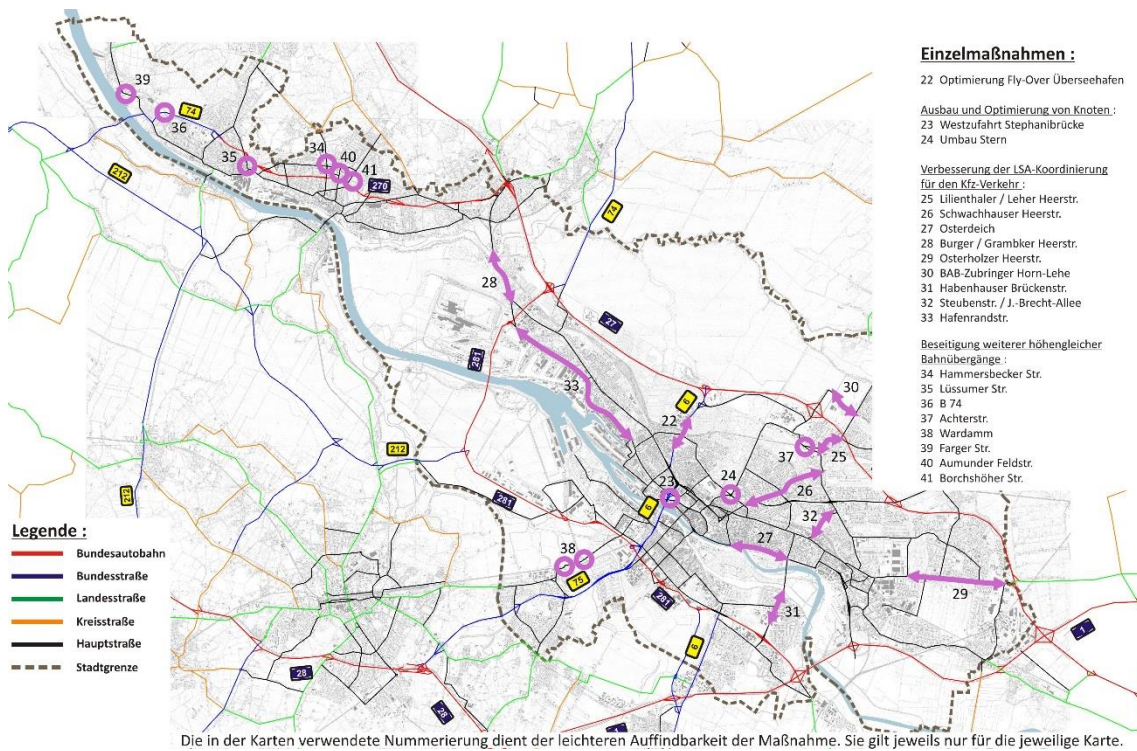 Einzelmaßnahmen :
22 Optimierung Fly-Over Überseehafen
Ausbau und Optimierung von Knoten :
23 Westzufahrt Stephanibrücke
24 Umbau Stern
Verbesserung der LSA-Koordinierung
für den Kfz-Verkehr :
25 Lilienthaler / Leher Heerstr.
26 Schwachhauser Heerstr.
27 Osterdeich
28 Burger / Grambker Heerstr.
29 Osterholzer Heerstr.
30 BAB-Zubringer Horn-Lehe
31 Habenhauser Brückenstr.
32 Steubenstr. / J.-Brecht-Allee
33 Hafenrandstr.
Beseitigung weiterer höhengleicher
Bahnübergänge :
34 Hammersbecker Str.
35 Lüssumer Str.
36 B 74
37 Achterstr.
38 Wardamm
39 Farger Str.
40 Aumunder Feldstr.
41 Borchshöher Str.
39
36
74
35
34
40
41
270
212
74
28
27
281
33
30
6
22
37
25
212
24
26
23
212
281
6
32
27
38
75
281
29
31
6
1
28
28
1
Legende :
Bundesautobahn
Bundesstraße
Landesstraße
Kreisstraße
Hauptstraße
Stadtgrenze
Die in der Karten verwendete Nummerierung dient der leichteren Auffindbarkeit der Maßnahme. Sie gilt jeweils nur für die jeweilige Karte.